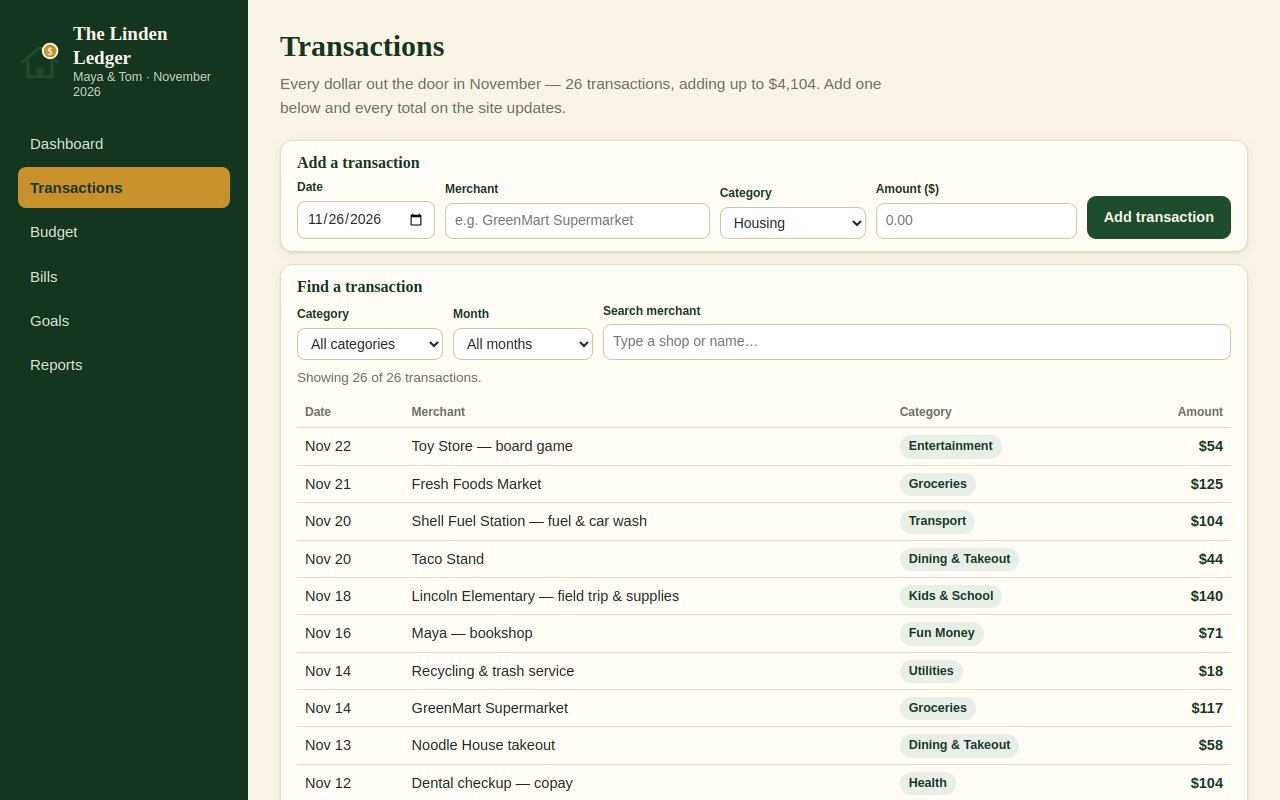 The Linden
Ledger
Maya & Tom · November
2026
$
Dashboard
Transactions
Budget
Bills
Goals
Reports
Transactions
Every dollar out the door in November — 26 transactions, adding up to $4,104. Add one
below and every total on the site updates.
Add a transaction
Date
Merchant
Category
Amount ($)
11/26/2026
e.g. GreenMart Supermarket
Housing
0.00
Add transaction
Find a transaction
Category
Month
Search merchant
All categories
All months
Type a shop or name…
Showing 26 of 26 transactions.
Date Merchant Category Amount
Nov 22 Toy Store — board game Entertainment $54
Nov 21 Fresh Foods Market Groceries $125
Nov 20 Shell Fuel Station — fuel & car wash Transport $104
Nov 20 Taco Stand Dining & Takeout $44
Nov 18 Lincoln Elementary — field trip & supplies Kids & School $140
Nov 16 Maya — bookshop Fun Money $71
Nov 14 Recycling & trash service Utilities $18
Nov 14 GreenMart Supermarket Groceries $117
Nov 13 Noodle House takeout Dining & Takeout $58
Nov 12 Dental checkup — copay Health $104